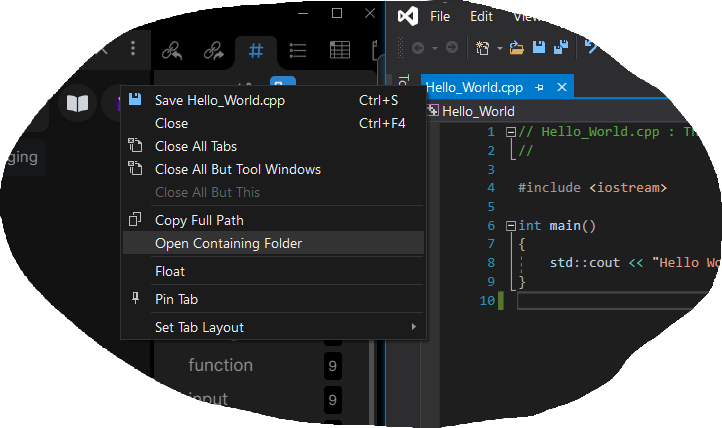 File Edit
Hello_World.cpp
Hello_World
ging
Save Hello_World.cpp Ctrl+S
Close Ctrl+F4
Close All Tabs
Close All But Tool Windows
Close All But This
Copy Full Path
Open Containing Folder
Float
Pin Tab
Set Tab Layout
function 9
input 9
1 // Hello_World.cpp : Th
2 //
3
4 #include <iostream>
5
6 int main()
7 {
8 std::cout << "Hello Wo
9 }
10